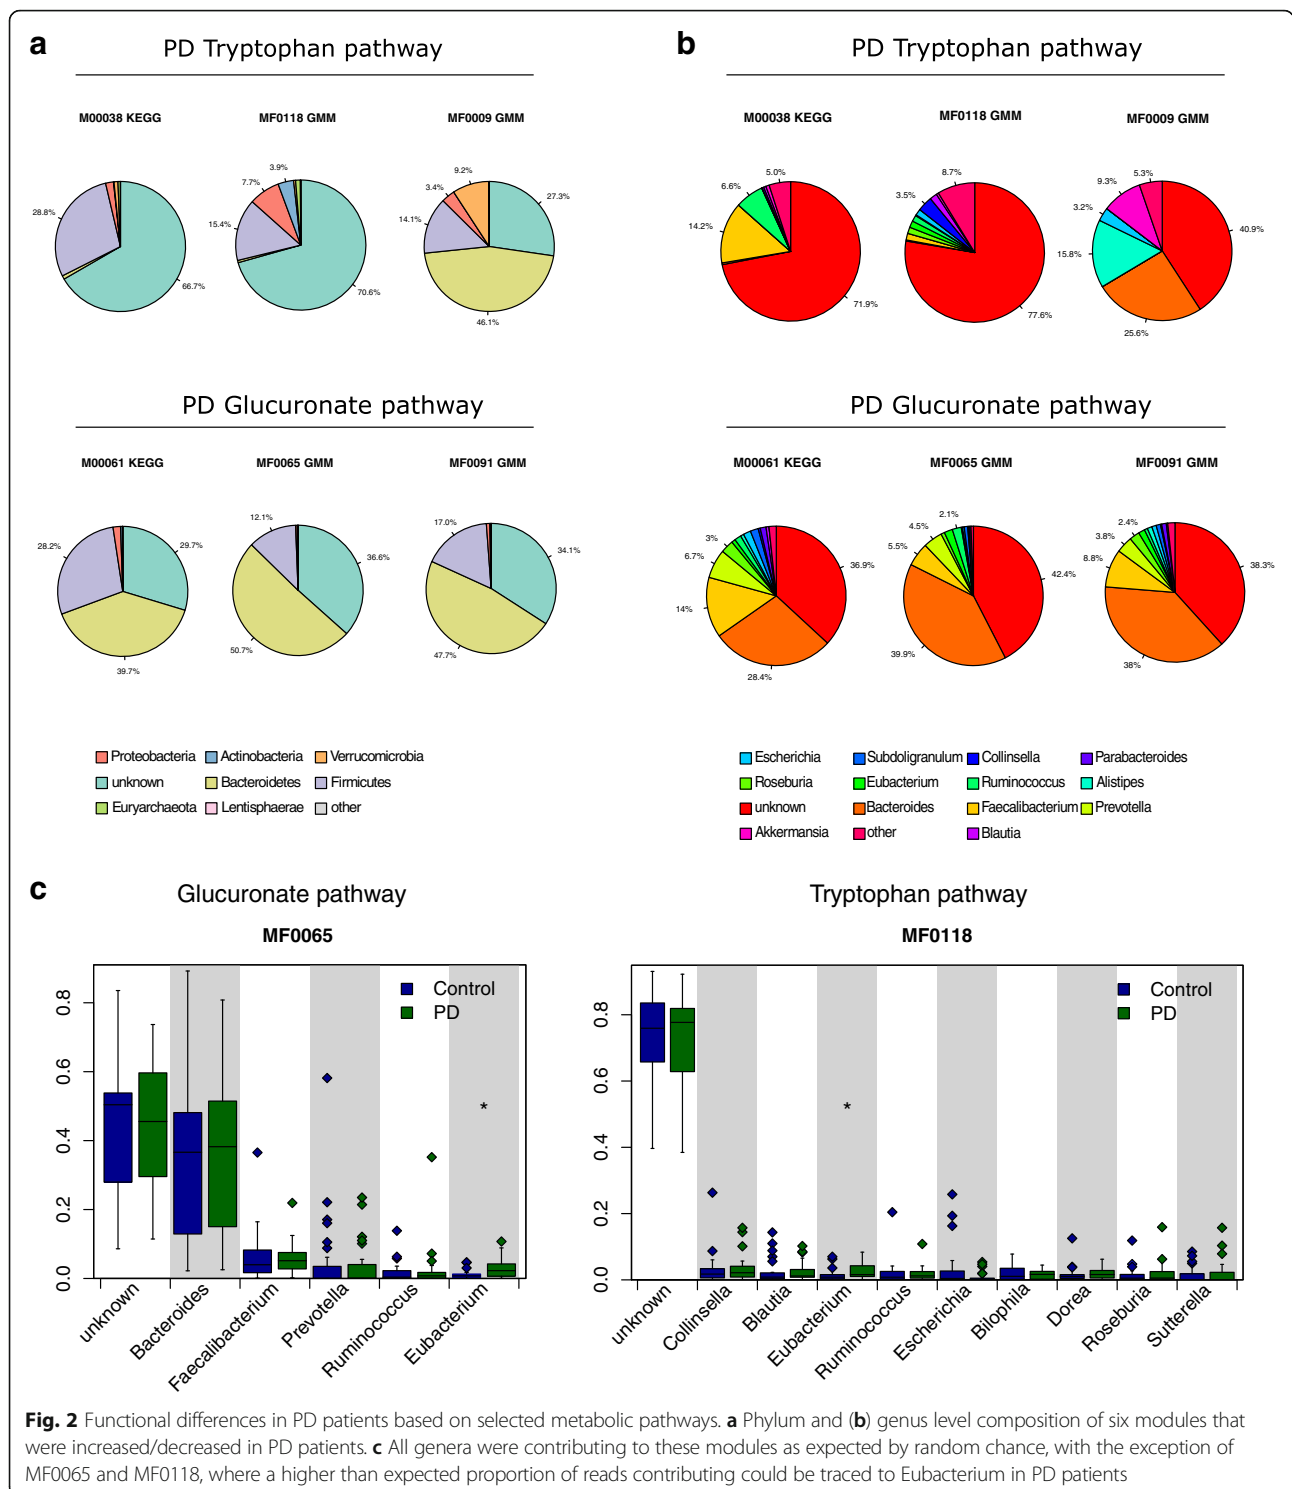 a
PD Tryptophan pathway
M00038 KEGG
MF0118 GMM
MF0009 GMM
28.8%
66.7%
3.9%
7.7%
15.4%
70.6%
9.2%
3.4%
14.1%
27.3%
46.1%
PD Glucuronate pathway
M00061 KEGG
MF0065 GMM
MF0091 GMM
28.2%
29.7%
39.7%
12.1%
36.6%
50.7%
17.0%
34.1%
47.7%
Proteobacteria
Actinobacteria
Verrucomicrobia
unknown
Bacteroidetes
Firmicutes
Euryarchaeota
Lentisphaerae
other
b
PD Tryptophan pathway
M00038 KEGG
MF0118 GMM
MF0009 GMM
5.0%
6.6%
14.2%
71.9%
8.7%
3.5%
77.6%
5.3%
9.3%
3.2%
15.8%
40.9%
25.6%
PD Glucuronate pathway
M00061 KEGG
MF0065 GMM
MF0091 GMM
3%
6.7%
14%
36.9%
28.4%
2.1%
4.5%
5.5%
42.4%
39.9%
2.4%
3.8%
8.8%
38.3%
38%
Escherichia
Subdoligranulum
Collinsella
Parabacteroides
Roseburia
Eubacterium
Ruminococcus
Alistipes
unknown
Bacteroides
Faecalibacterium
Prevotella
Akkermansia
other
Blautia
c
Glucuronate pathway
MF0065
Control
PD
0.8
0.6
0.4
0.2
0.0
*
unknown
Bacteroides
Faecalibacterium
Prevotella
Ruminococcus
Eubacterium
Tryptophan pathway
MF0118
Control
PD
0.8
0.6
0.4
0.2
0.0
*
unknown
Collinsella
Blautia
Eubacterium
Ruminococcus
Escherichia
Bilophila
Dorea
Roseburia
Sutterella
Fig. 2 Functional differences in PD patients based on selected metabolic pathways. a Phylum and (b) genus level composition of six modules that
were increased/decreased in PD patients. c All genera were contributing to these modules as expected by random chance, with the exception of
MF0065 and MF0118, where a higher than expected proportion of reads contributing could be traced to Eubacterium in PD patients